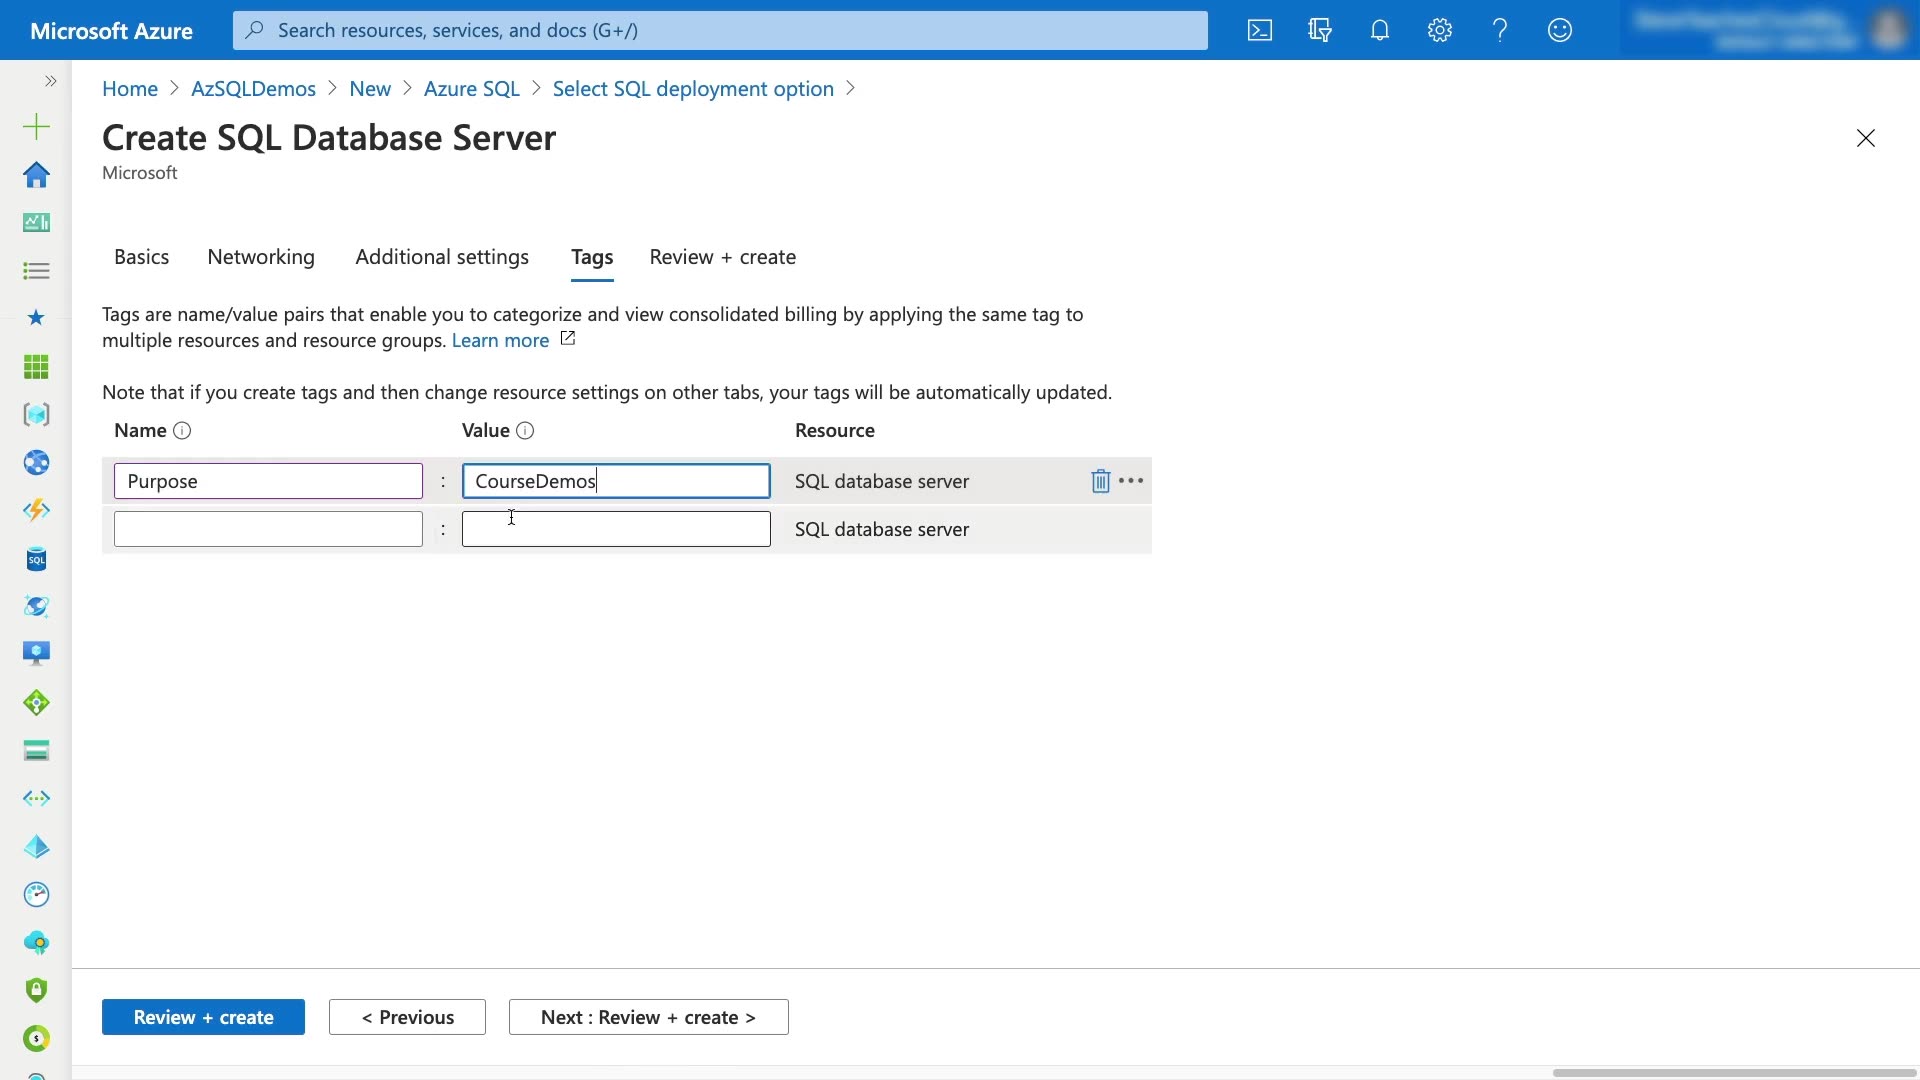 Microsoft Azure
Search resources, services, and docs (G+/)
Home > AzSQLDemos > New > Azure SQL > Select SQL deployment option >
Create SQL Database Server
Microsoft
Basics Networking Additional settings Tags Review + create
Tags are name/value pairs that enable you to categorize and view consolidated billing by applying the same tag to
multiple resources and resource groups. Learn more
Note that if you create tags and then change resource settings on other tabs, your tags will be automatically updated.
Name Value Resource
Purpose : CourseDemos SQL database server
: SQL database server
SQL
Review + create < Previous Next : Review + create >